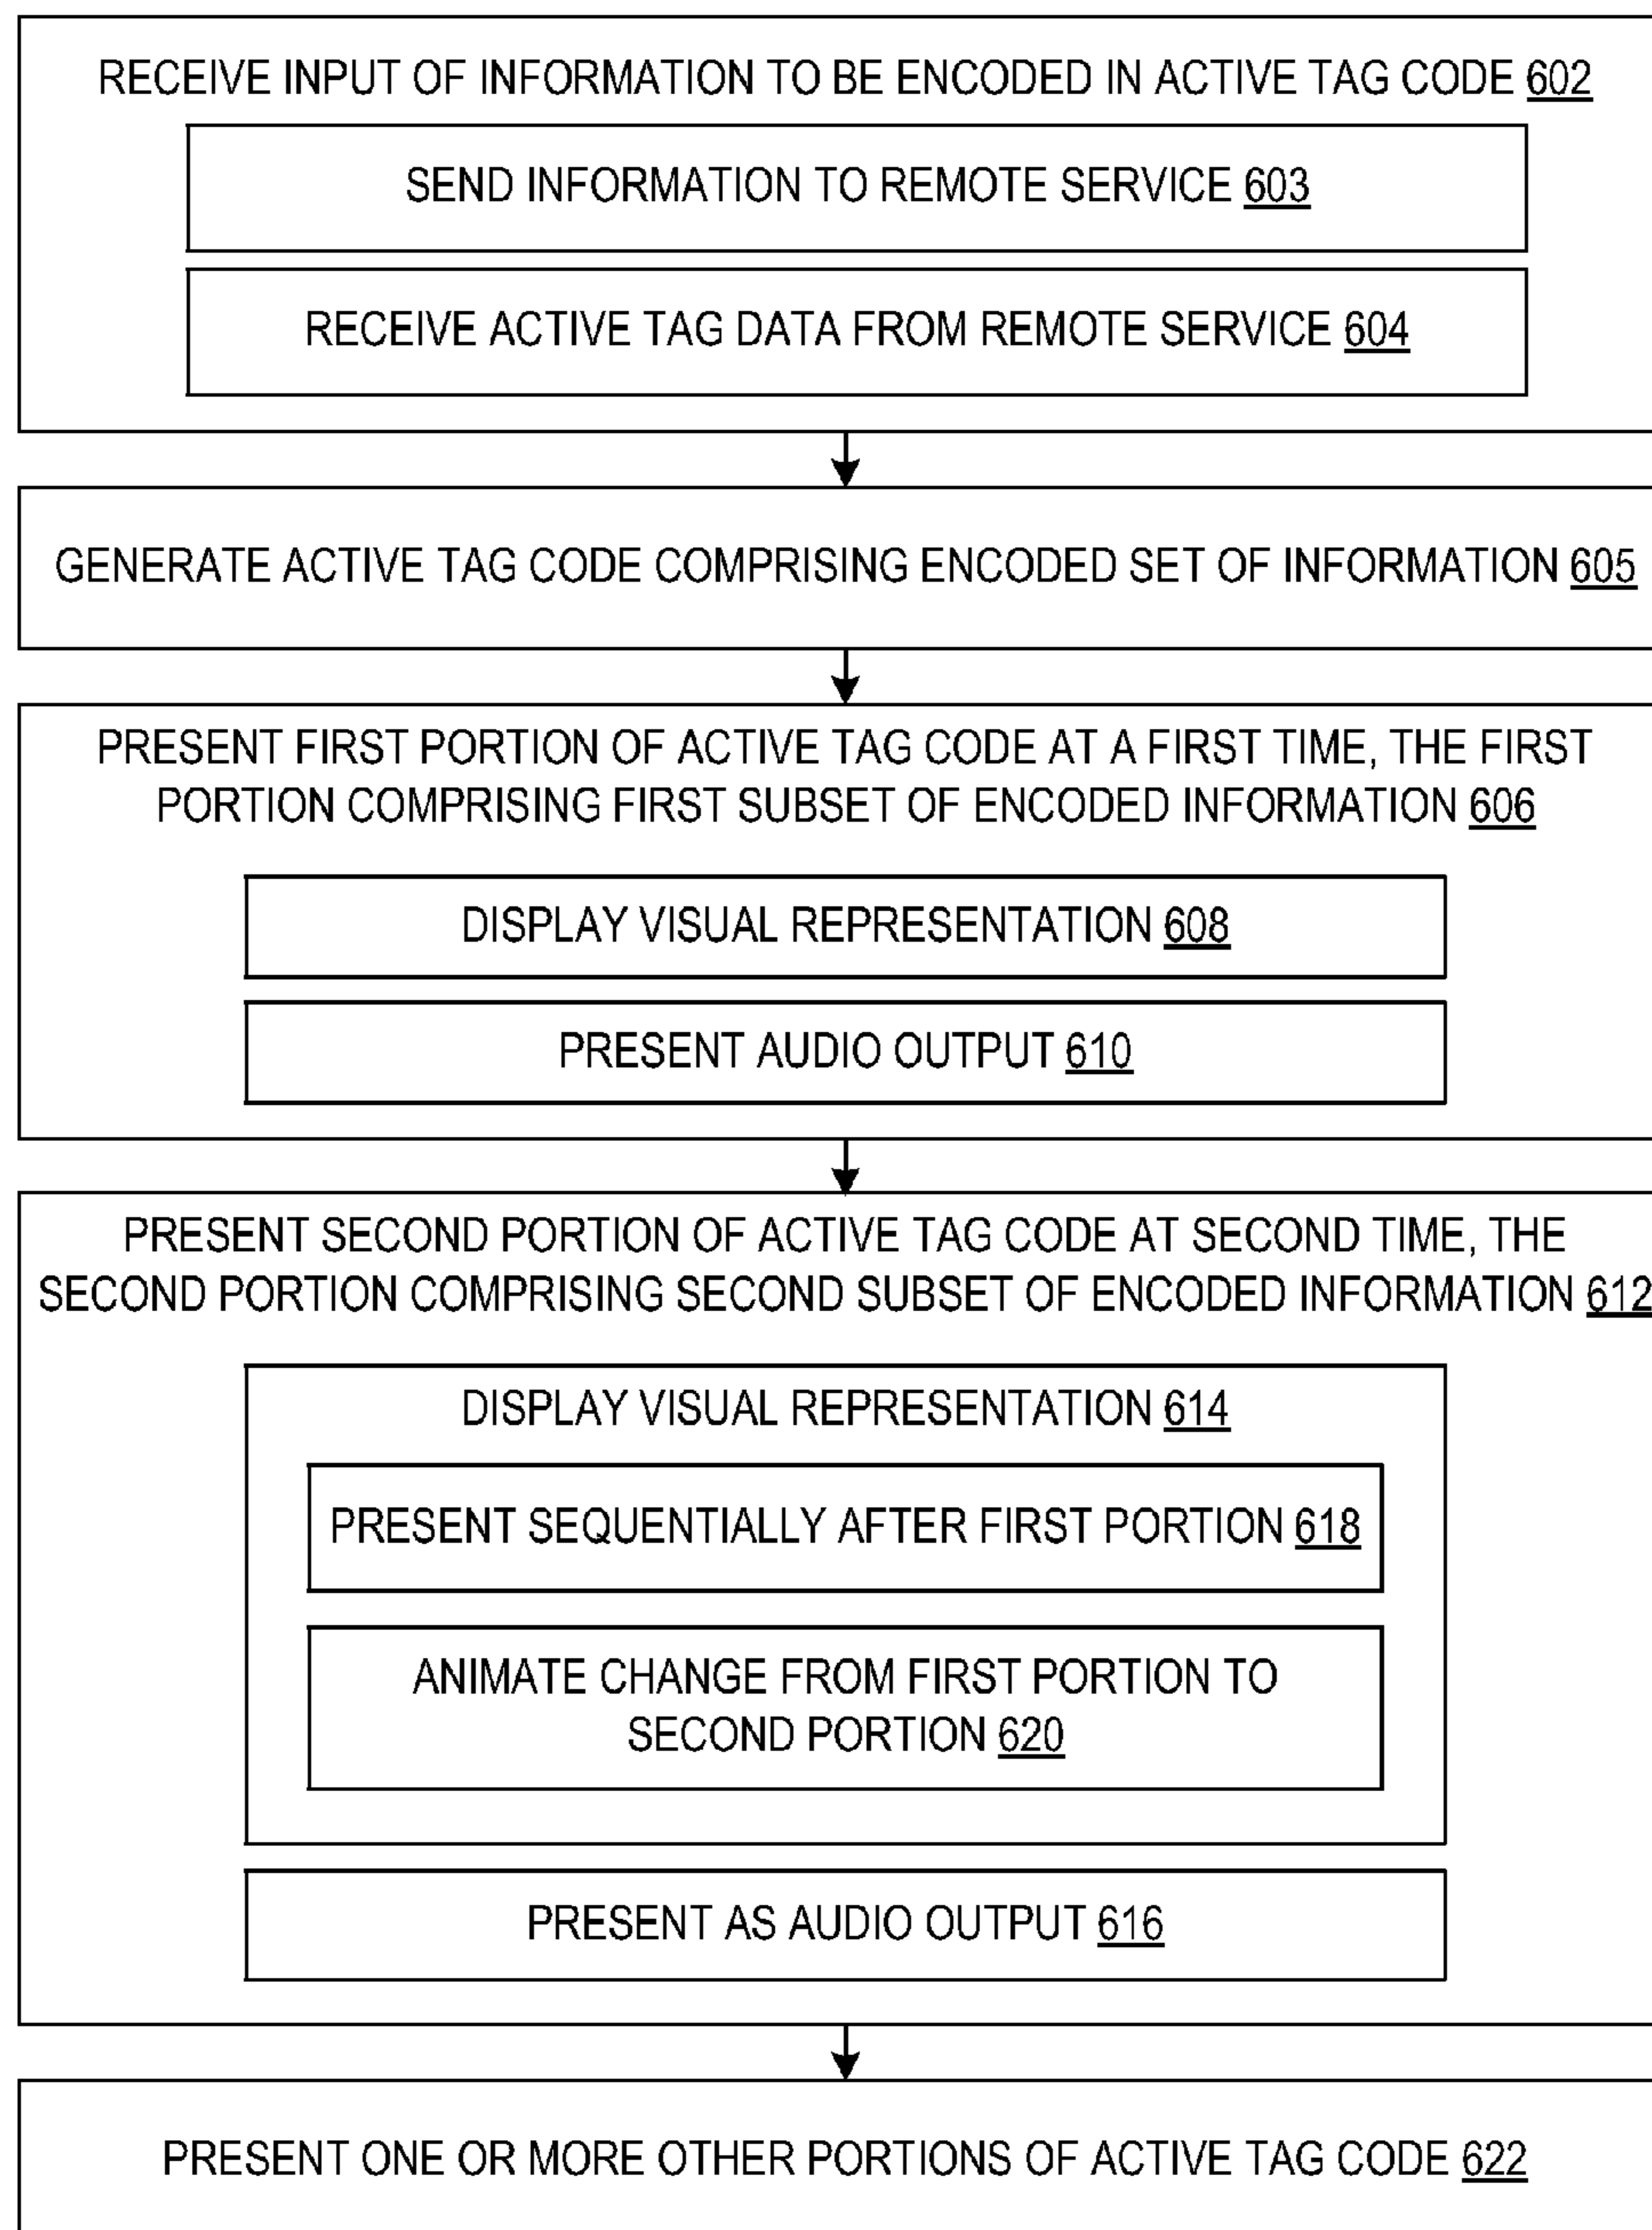 RECEIVE INPUT OF INFORMATION TO BE ENCODED IN ACTIVE TAG CODE 602
SEND INFORMATION TO REMOTE SERVICE 603
RECEIVE ACTIVE TAG DATA FROM REMOTE SERVICE 604
GENERATE ACTIVE TAG CODE COMPRISING ENCODED SET OF INFORMATION 605
PRESENT FIRST PORTION OF ACTIVE TAG CODE AT A FIRST TIME, THE FIRST
PORTION COMPRISING FIRST SUBSET OF ENCODED INFORMATION 606
DISPLAY VISUAL REPRESENTATION 608
PRESENT AUDIO OUTPUT 610
PRESENT SECOND PORTION OF ACTIVE TAG CODE AT SECOND TIME, THE
SECOND PORTION COMPRISING SECOND SUBSET OF ENCODED INFORMATION 612
DISPLAY VISUAL REPRESENTATION 614
PRESENT SEQUENTIALLY AFTER FIRST PORTION 618
ANIMATE CHANGE FROM FIRST PORTION TO
SECOND PORTION 620
PRESENT AS AUDIO OUTPUT 616
PRESENT ONE OR MORE OTHER PORTIONS OF ACTIVE TAG CODE 622